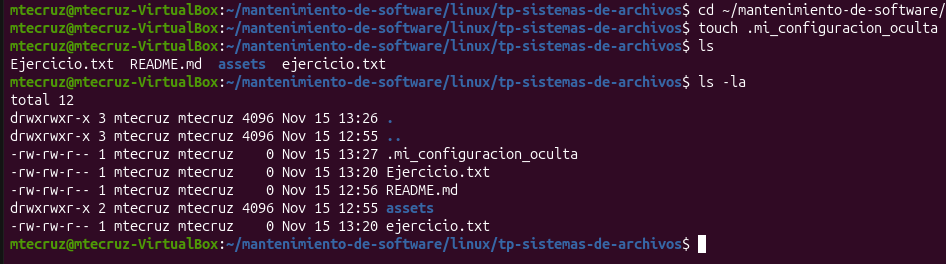 mtecruz@mtecruz-VirtualBox:~/mantenimiento-de-software/linux/tp-sistemas-de-archivos$ cd ~/mantenimiento-de-software/
mtecruz@mtecruz-VirtualBox:~/mantenimiento-de-software/linux/tp-sistemas-de-archivos$ touch .mi_configuracion_oculta
mtecruz@mtecruz-VirtualBox:~/mantenimiento-de-software/linux/tp-sistemas-de-archivos$ ls
Ejercicio.txt  README.md  assets  ejercicio.txt
mtecruz@mtecruz-VirtualBox:~/mantenimiento-de-software/linux/tp-sistemas-de-archivos$ ls -la
total 12
drwxrwxr-x 3 mtecruz mtecruz 4096 Nov 15 13:26 .
drwxrwxr-x 3 mtecruz mtecruz 4096 Nov 15 12:55 ..
-rw-rw-r-- 1 mtecruz mtecruz    0 Nov 15 13:27 .mi_configuracion_oculta
-rw-rw-r-- 1 mtecruz mtecruz    0 Nov 15 13:20 Ejercicio.txt
-rw-rw-r-- 1 mtecruz mtecruz    0 Nov 15 12:56 README.md
drwxrwxr-x 2 mtecruz mtecruz 4096 Nov 15 12:55 assets
-rw-rw-r-- 1 mtecruz mtecruz    0 Nov 15 13:20 ejercicio.txt
mtecruz@mtecruz-VirtualBox:~/mantenimiento-de-software/linux/tp-sistemas-de-archivos$